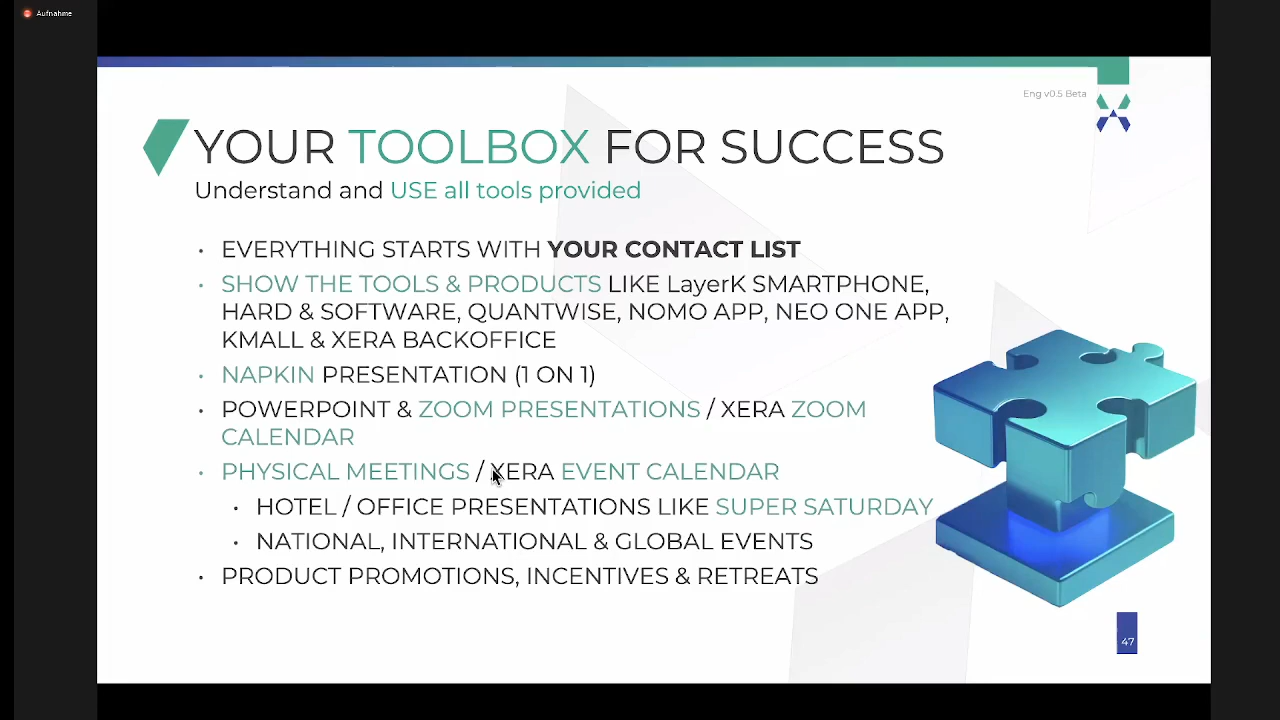 Aufnahme
Eng v0.5 Beta
YOUR TOOLBOX FOR SUCCESS
Understand and USE all tools provided
• EVERYTHING STARTS WITH YOUR CONTACT LIST
• SHOW THE TOOLS & PRODUCTS LIKE LayerK SMARTPHONE,
HARD & SOFTWARE, QUANTWISE, NOMO APP, NEO ONE APP,
KMALL & XERA BACKOFFICE
• NAPKIN PRESENTATION (1 ON 1)
• POWERPOINT & ZOOM PRESENTATIONS / XERA ZOOM
CALENDAR
• PHYSICAL MEETINGS / XERA EVENT CALENDAR
• HOTEL / OFFICE PRESENTATIONS LIKE SUPER SATURDAY
• NATIONAL, INTERNATIONAL & GLOBAL EVENTS
• PRODUCT PROMOTIONS, INCENTIVES & RETREATS
47